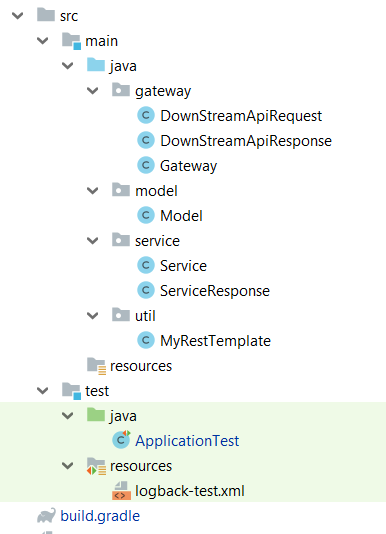 src
main
java
gateway
DownStreamApiRequest
DownStreamApiResponse
Gateway
model
Model
service
Service
ServiceResponse
util
MyRestTemplate
resources
test
java
ApplicationTest
resources
logback-test.xml
build.gradle